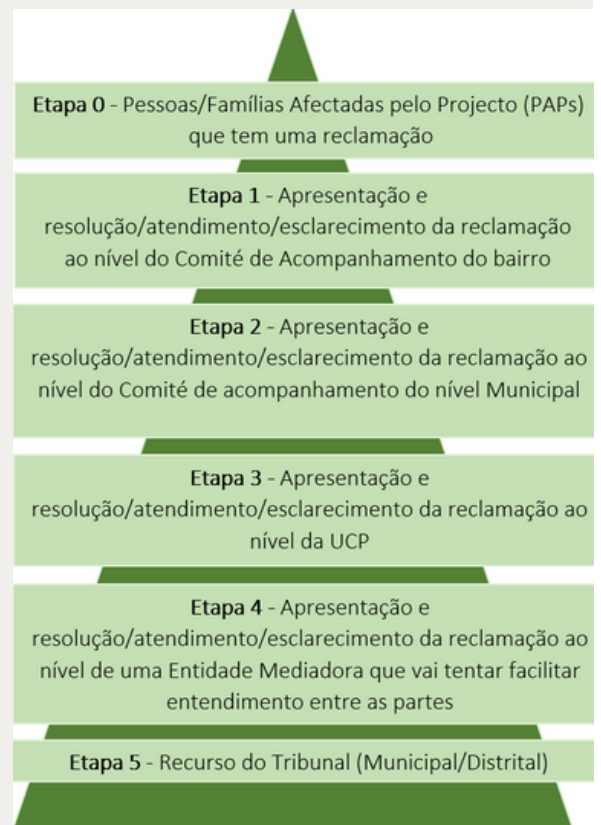 Etapa 0 - Pessoas/Famílias Afectadas pelo Projecto (PAPs)
que tem uma reclamação
Etapa 1 - Apresentação e
resolução/atendimento/esclarecimento da reclamação
ao nível do Comité de Acompanhamento do bairro
Etapa 2 - Apresentação e
resolução/atendimento/esclarecimento da reclamação ao
nível do Comité de acompanhamento do nível Municipal
Etapa 3 - Apresentação e
resolução/atendimento/esclarecimento da reclamação ao
nível da UCP
Etapa 4 - Apresentação e
resolução/atendimento/esclarecimento da reclamação ao
nível de uma Entidade Mediadora que vai tentar facilitar
entendimento entre as partes
Etapa 5 - Recurso do Tribunal (Municipal/Distrital)